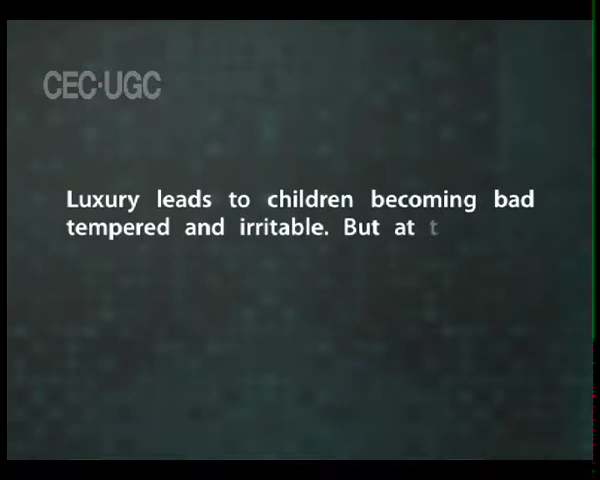 CEC·UGC
Luxury leads to children becoming bad
tempered and irritable. But at t